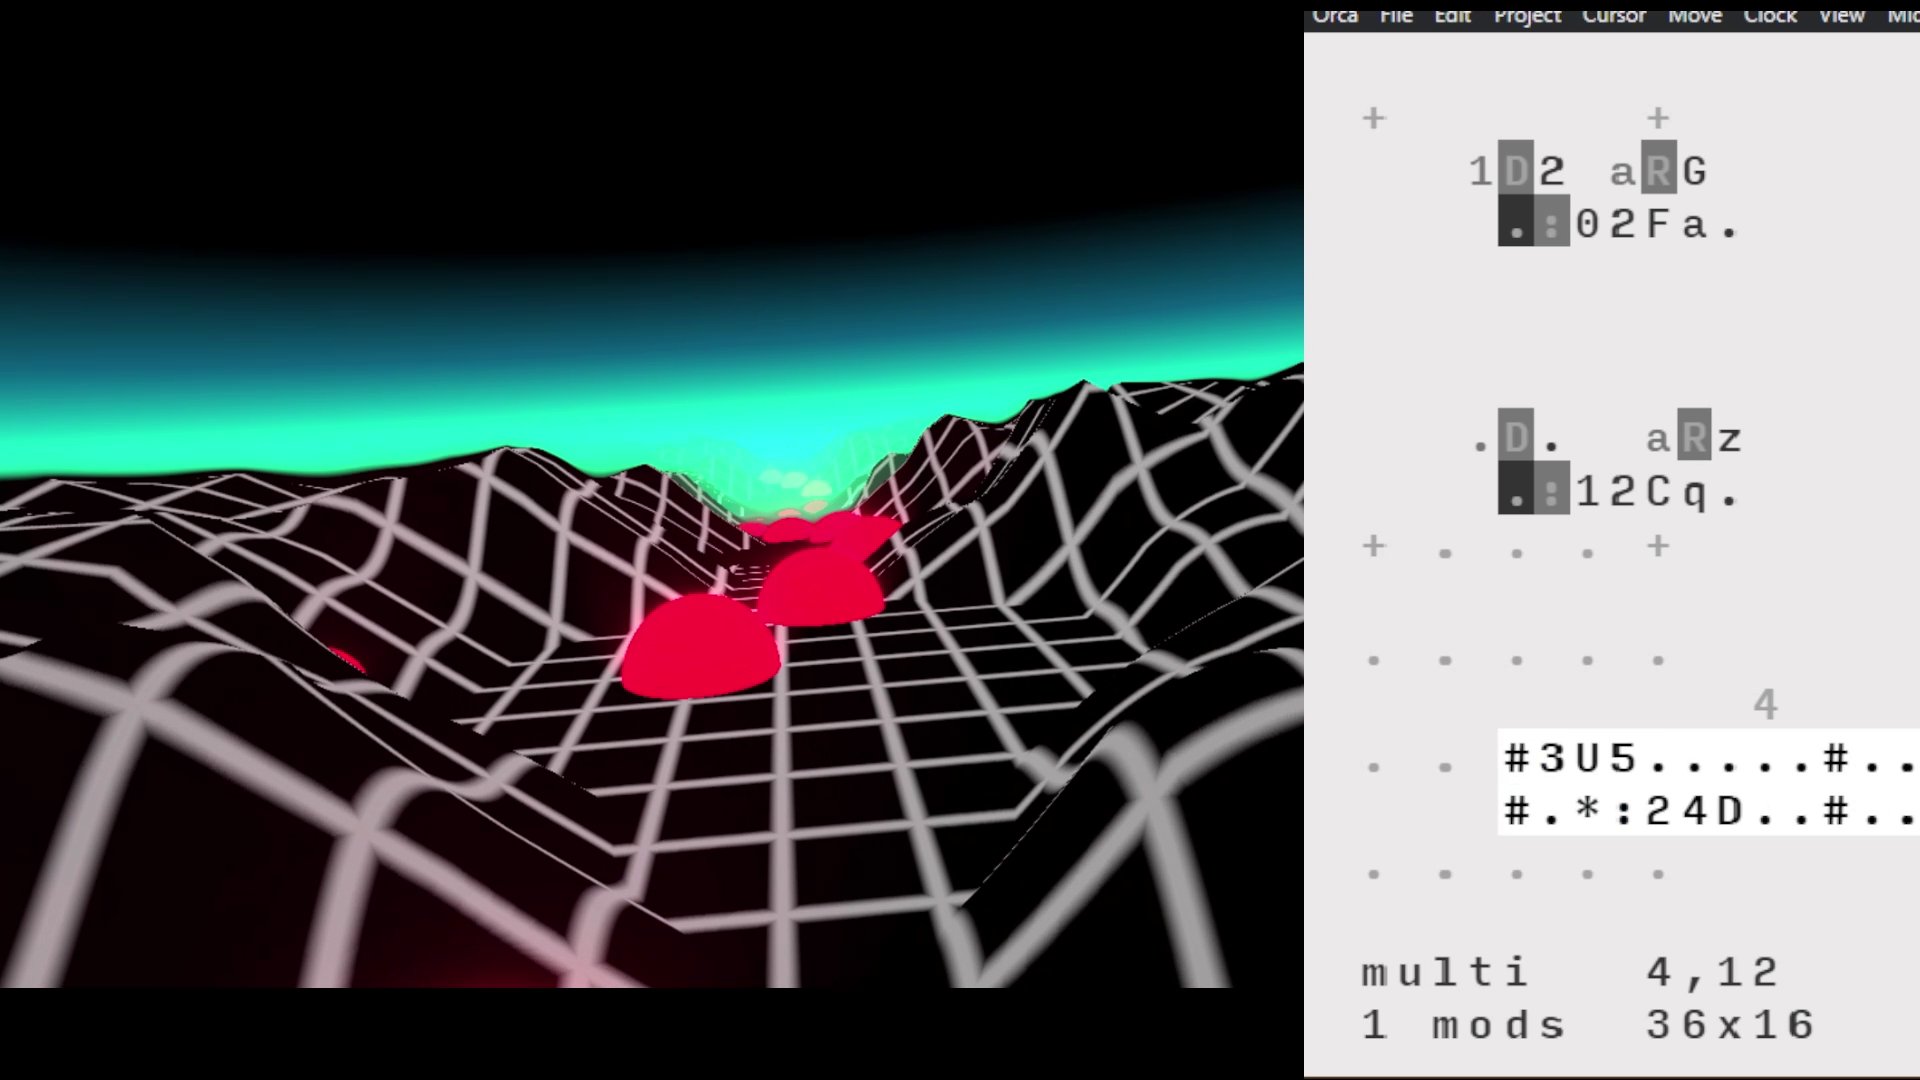 Orca File Edit Project Cursor Move Clock View
+ +
1D2 aRG
.:02Fa.
.D. aRz
.:12Cq.
+ . . . +
. . . . .
4
. . #3U5.....#..
#.*:24D..#..
. . . . .
multi 4,12
1 mods 36x16